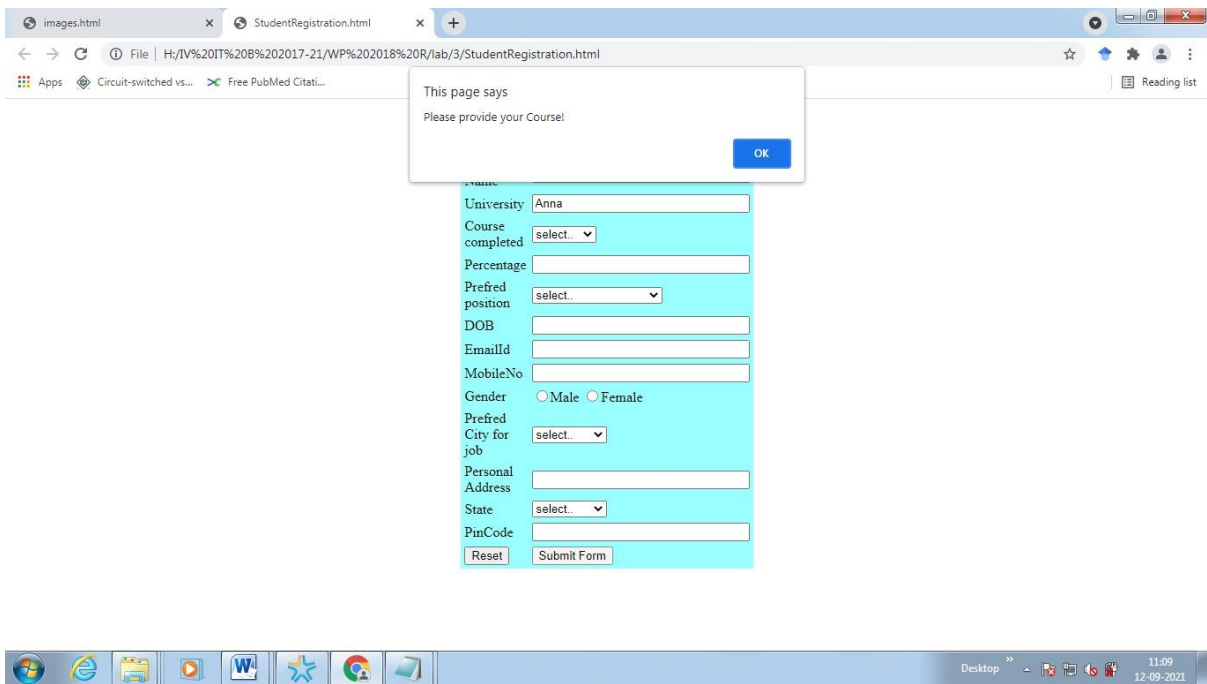 images.html
StudentRegistration.html
File | H:/IV%20IT%20B%202017-21/WP%202018%20R/lab/3/StudentRegistration.html
Apps
Circuit-switched vs...
Free PubMed Citati...
Reading list
This page says
Please provide your Course!
OK
Name
University Anna
Course
completed
select..
Percentage
Prefred
position
select..
DOB
EmailId
MobileNo
Gender Male Female
Prefred
City for
job
select..
Personal
Address
State select..
PinCode
Reset Submit Form
Desktop
11:09
12-09-2021